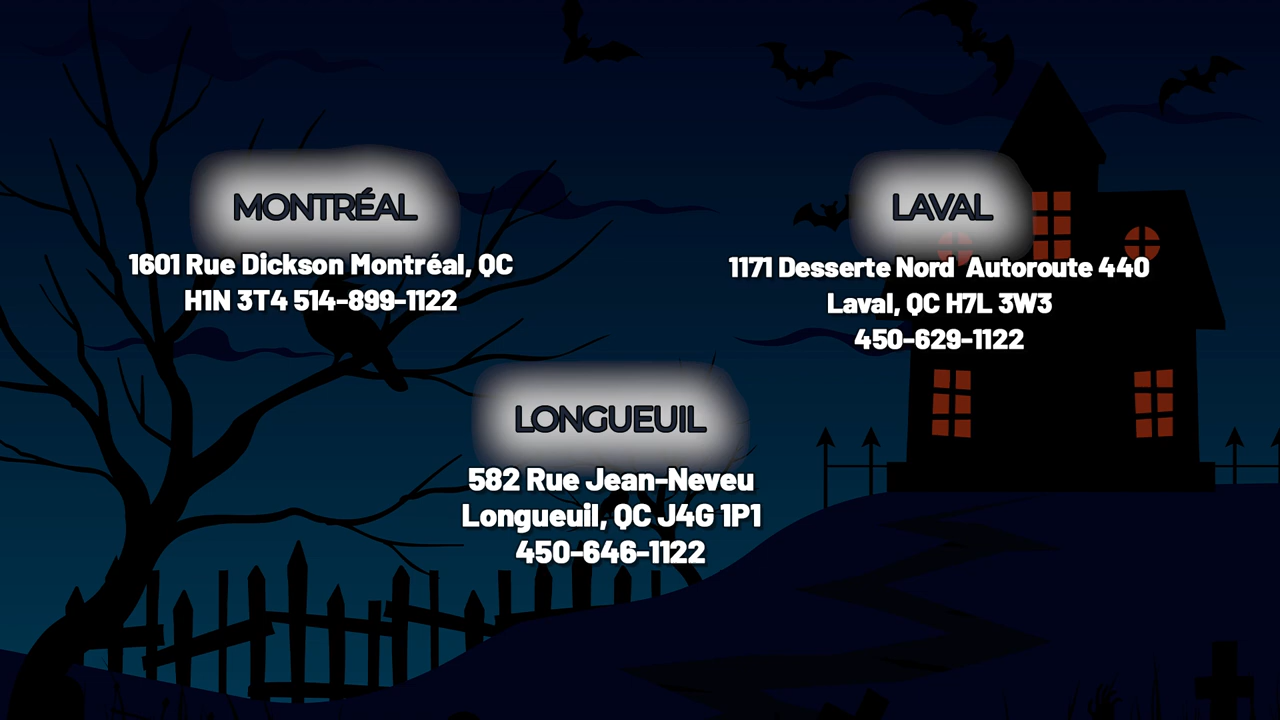 MONTRÉAL
1601 Rue Dickson Montréal, QC
H1N 3T4 514-899-1122
LAVAL
1171 Desserte Nord  Autoroute 440
Laval, QC H7L 3W3
450-629-1122
LONGUEUIL
582 Rue Jean-Neveu
Longueuil, QC J4G 1P1
450-646-1122